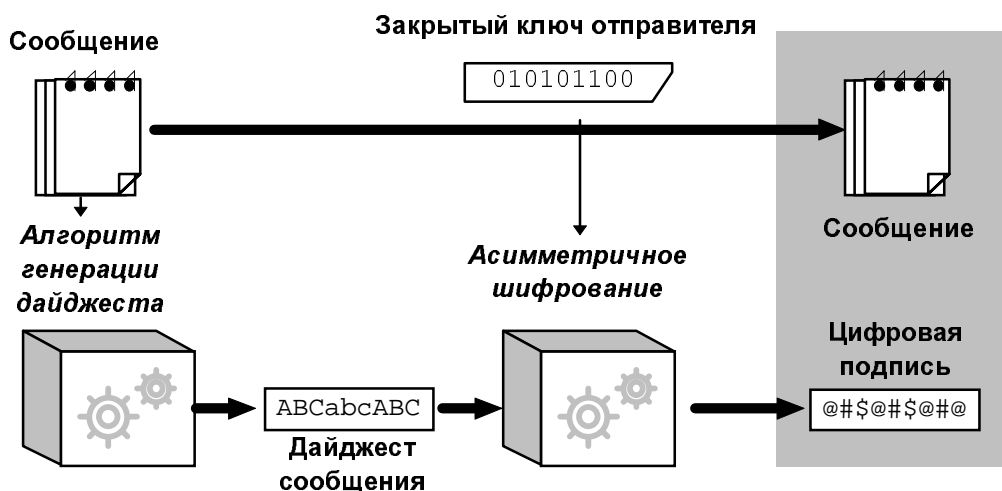 Закрытый ключ отправителя
Сообщение
010101100
Сообщение
Алгоритм
генерации
дайджеста
Асимметричное
шифрование
Цифровая
подпись
ABCabcABC
@#$@#$@#@
Дайджест
сообщения